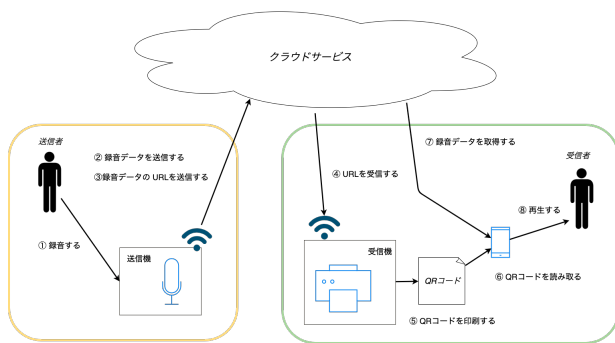 クラウドサービス
送信者
② 録音データを送信する
③録音データの URLを送信する
① 録音する
送信機
④ URLを受信する
⑦ 録音データを取得する
受信者
⑧ 再生する
受信機
QRコード
⑥ QRコードを読み取る
⑤ QRコードを印刷する